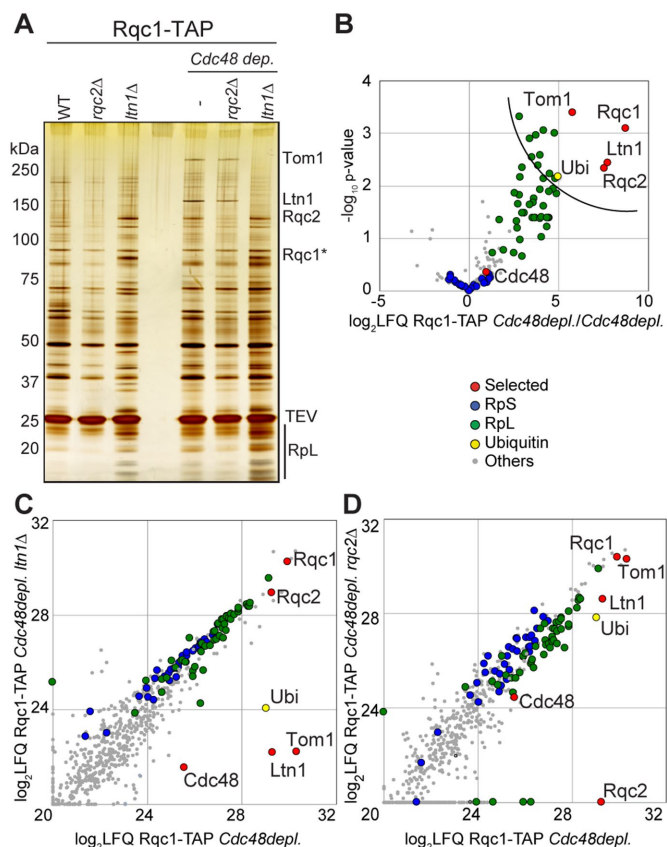 A
Rqc1-TAP
Cdc48 dep.
WT
rqc2Δ
ltn1Δ
-
rqc2Δ
ltn1Δ
kDa
250
150
100
75
50
37
25
20
Tom1
Ltn1
Rqc2
Rqc1*
TEV
RpL
B
-log10 p-value
4
3
2
1
0
-5
0
5
10
Tom1
Rqc1
Ltn1
Rqc2
Ubi
Cdc48
log2LFQ Rqc1-TAP Cdc48depl./Cdc48depl.
Selected
RpS
RpL
Ubiquitin
Others
C
log2LFQ Rqc1-TAP Cdc48depl. ltn1Δ
32
28
24
20
24
28
32
Rqc1
Rqc2
Ubi
Tom1
Ltn1
Cdc48
log2LFQ Rqc1-TAP Cdc48depl.
D
log2LFQ Rqc1-TAP Cdc48depl. rqc2Δ
32
28
24
20
20
24
28
32
Rqc1
Tom1
Ltn1
Ubi
Cdc48
Rqc2
log2LFQ Rqc1-TAP Cdc48depl.